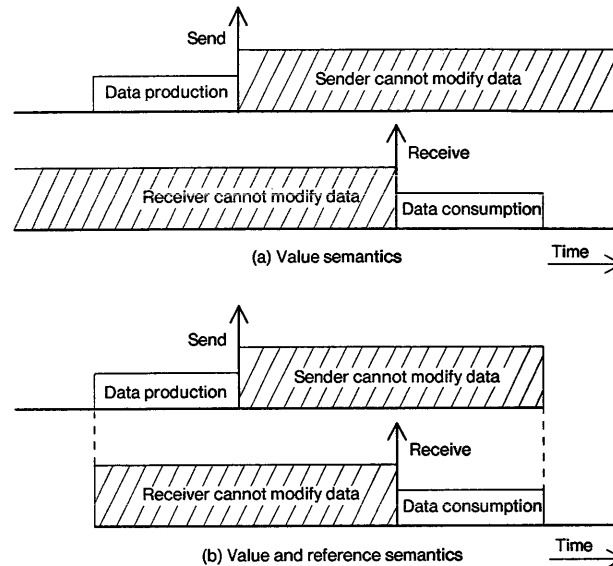 Send
Data production
Sender cannot modify data
Receive
Receiver cannot modify data
Data consumption
(a) Value semantics
Time
Send
Data production
Sender cannot modify data
Receive
Receiver cannot modify data
Data consumption
Time
(b) Value and reference semantics